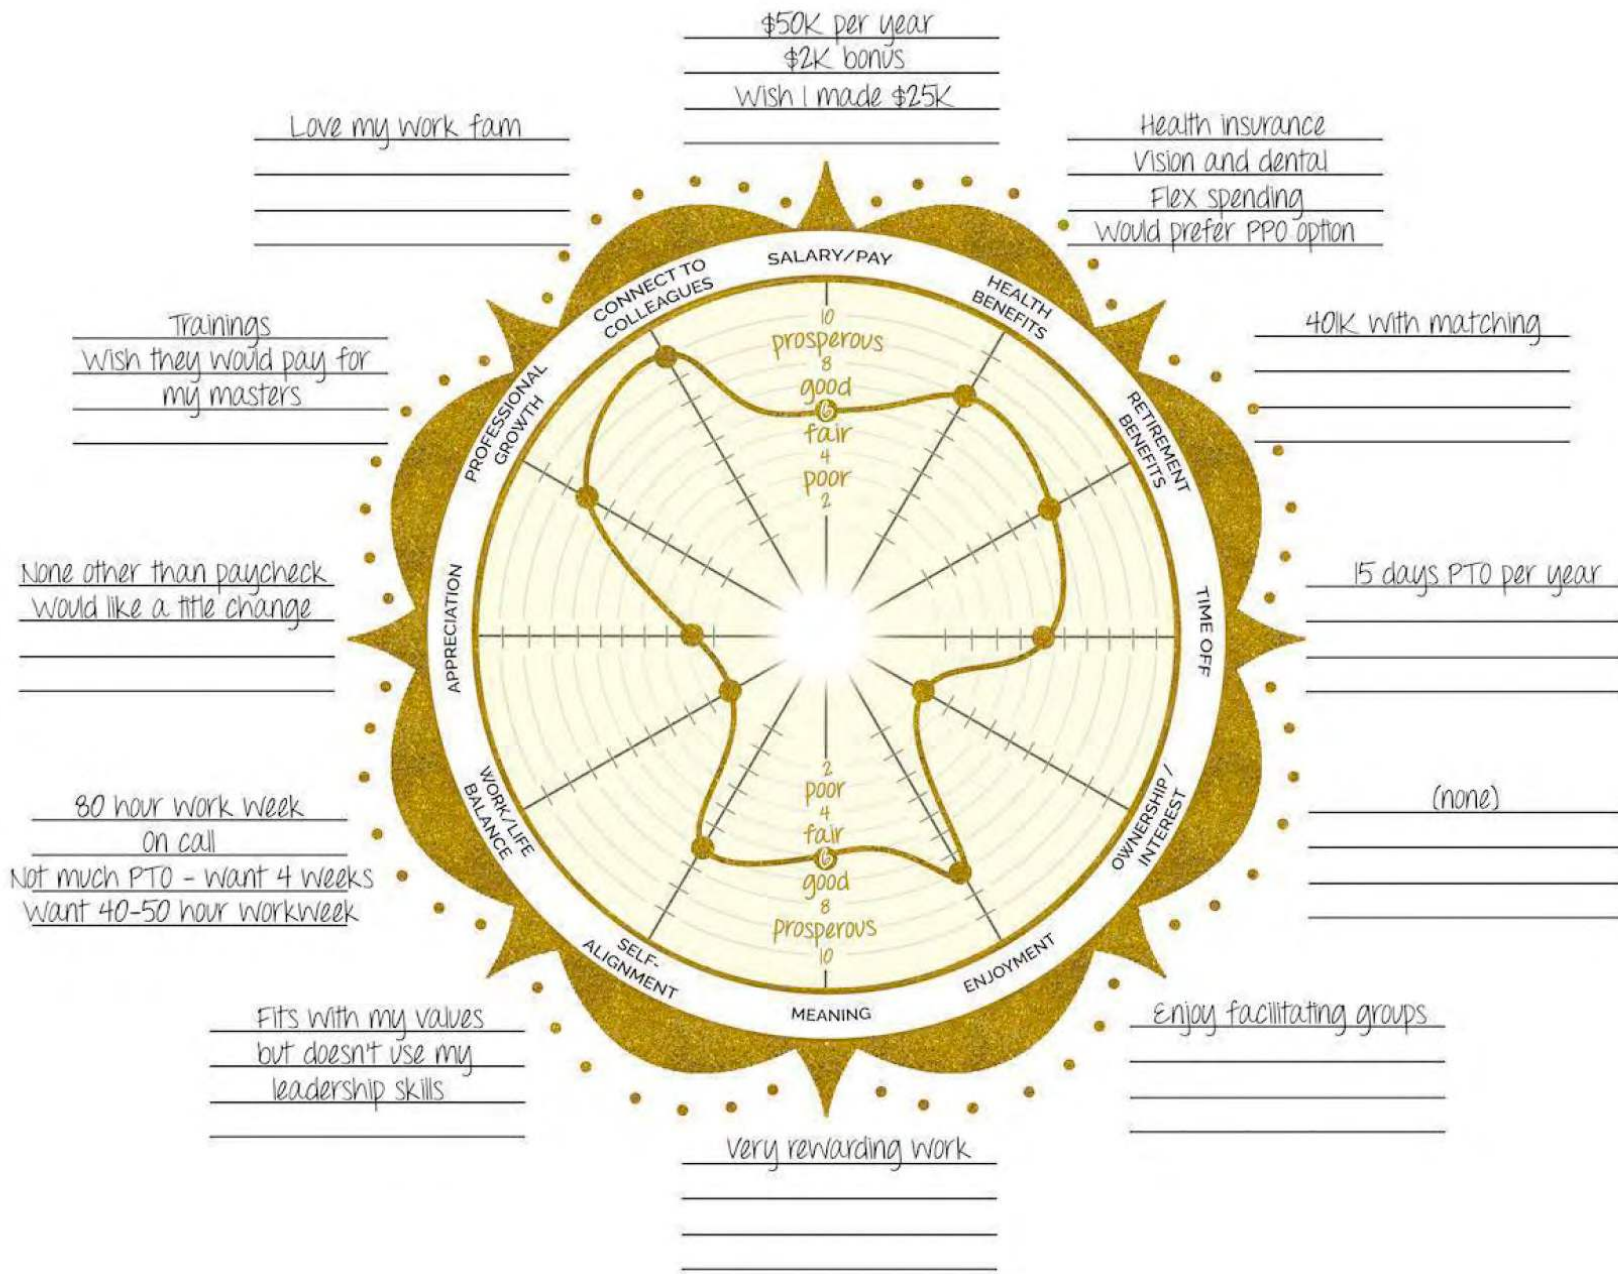 $50K per year
$2K bonus
Wish I made $25K
Love my work fam
Health insurance
Vision and dental
Flex spending
Would prefer PPO option
Trainings
Wish they would pay for
my masters
401K with matching
None other than paycheck
Would like a title change
15 days PTO per year
80 hour work week
On call
Not much PTO - Want 4 weeks
Want 40-50 hour workweek
(none)
Fits with my values
but doesn't use my
leadership skills
Enjoy facilitating groups
Very rewarding work
SALARY/PAY
HEALTH
BENEFITS
RETIREMENT
BENEFITS
TIME OFF
OWNERSHIP /
INTEREST
ENJOYMENT
MEANING
SELF-
ALIGNMENT
WORK/LIFE
BALANCE
APPRECIATION
PROFESSIONAL
GROWTH
CONNECT TO
COLLEAGUES
10
prosperous
8
good
6
fair
4
poor
2
2
poor
4
fair
6
good
8
prosperous
10